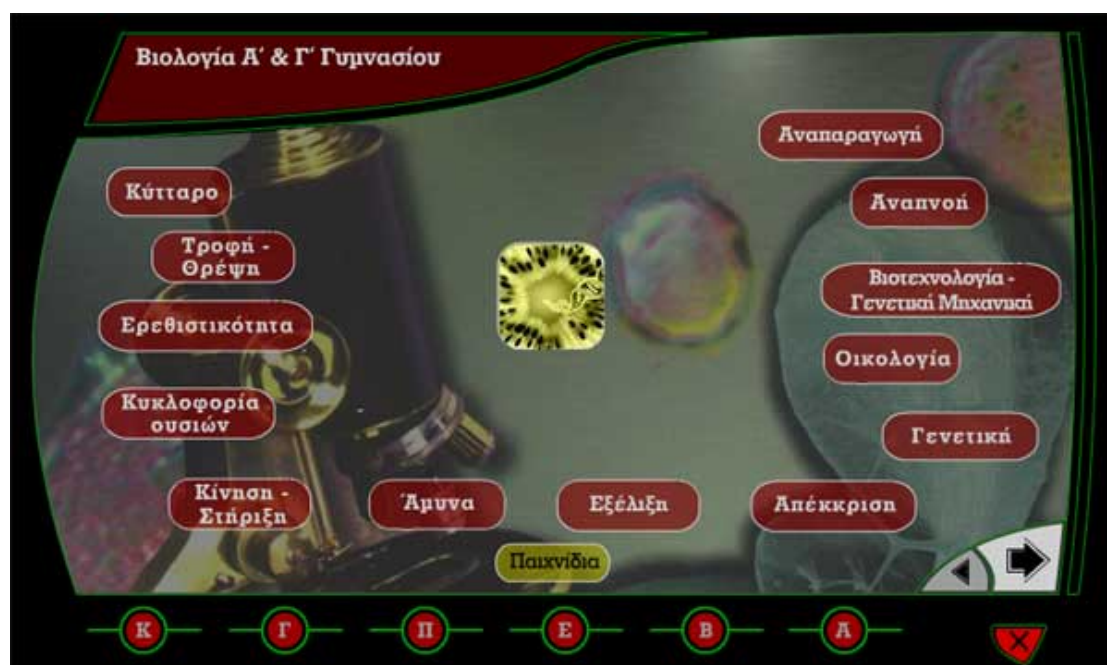 Βιολογία Α΄ & Γ΄ Γυμνασίου
Αναπαραγωγή
Κύτταρο
Αναπνοή
Τροφή -
Θρέψη
Βιοτεχνολογία -
Γενετική Μηχανική
Ερεθιστικότητα
Οικολογία
Κυκλοφορία
ουσιών
Γενετική
Κίνηση -
Στήριξη
Άμυνα
Εξέλιξη
Απέκκριση
Παιχνίδια
Κ Γ Π Ε Β Α